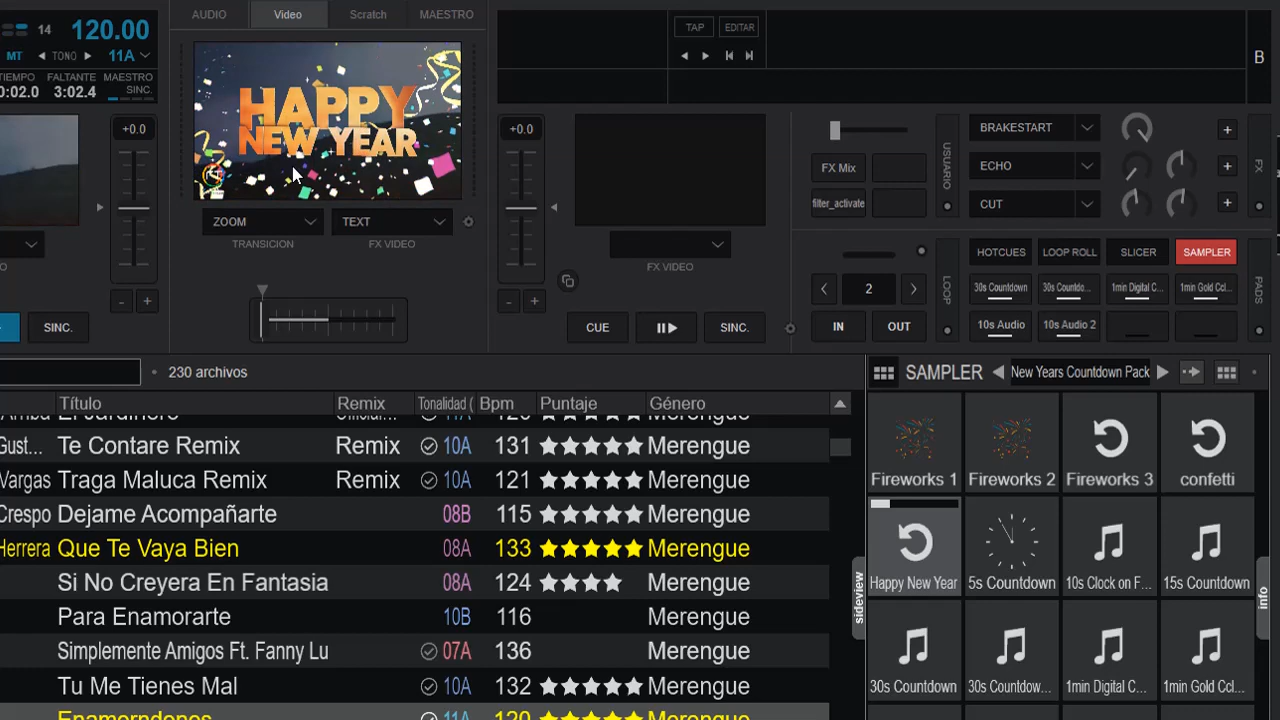 AUDIO Video Scratch MAESTRO
14 120.00
MT TONO 11A
TIEMPO FALTANTE MAESTRO SINC.
0:02.0 3:02.4
+0.0
HAPPY
NEW YEAR
ZOOM TEXT
TRANSICION FX VIDEO
- + SINC.
TAP EDITAR
B
+0.0
FX VIDEO
- +
CUE SINC.
FX Mix
filter_activate
USUARIO
BRAKESTART +
ECHO +
CUT +
FX
2
IN OUT
LOOP
HOTCUES LOOP ROLL SLICER SAMPLER
30s Countdown 30s Countdo... 1min Digital C... 1min Gold Ccl...
10s Audio 10s Audio 2
PADS
230 archivos
Título Remix Tonalidad ( Bpm Puntaje Género
Gust... Te Contare Remix Remix 10A 131 Merengue
Vargas Traga Maluca Remix Remix 10A 121 Merengue
Crespo Dejame Acompañarte 08B 115 Merengue
Herrera Que Te Vaya Bien 08A 133 Merengue
Si No Creyera En Fantasia 08A 124 Merengue
Para Enamorarte 10B 116 Merengue
Simplemente Amigos Ft. Fanny Lu 07A 136 Merengue
Tu Me Tienes Mal 10A 132 Merengue
sideview
SAMPLER New Years Countdown Pack
Fireworks 1 Fireworks 2 Fireworks 3 confetti
Happy New Year 5s Countdown 10s Clock on F... 15s Countdown
30s Countdown 30s Countdow... 1min Digital C... 1min Gold Ccl...
info